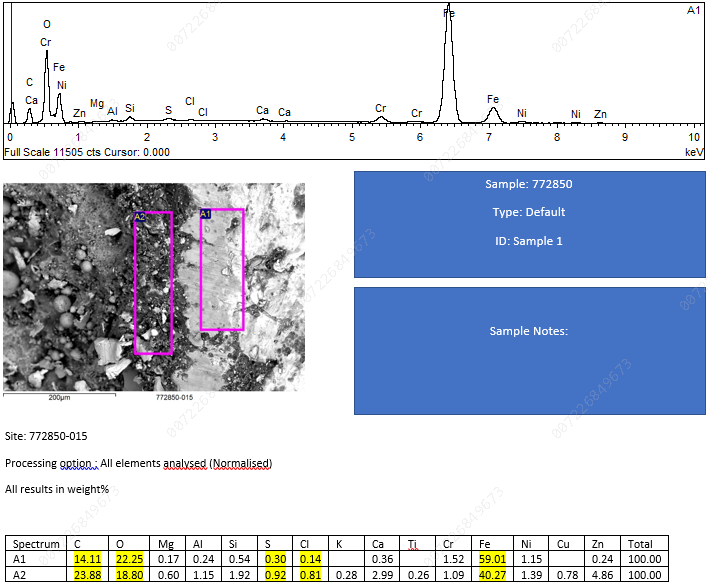 A1
O
Cr
Fe
C
Fe
Ca
Ni
Zn
Mg
Al
Si
S
Cl
Cl
Ca
Ca
Cr
Cr
Fe
Ni
Ni
Zn
0 1 2 3 4 5 6 7 8 9 10
Full Scale 11505 cts Cursor: 0.000 keV
A2
A1
200µm 772850-015
Sample: 772850
Type: Default
ID: Sample 1
Sample Notes:
Site: 772850-015
Processing option : All elements analysed (Normalised)
All results in weight%
Spectrum C O Mg Al Si S Cl K Ca Ti Cr Fe Ni Cu Zn Total
A1 14.11 22.25 0.17 0.24 0.54 0.30 0.14 0.36 1.52 59.01 1.15 0.24 100.00
A2 23.88 18.80 0.60 1.15 1.92 0.92 0.81 0.28 2.99 0.26 1.09 40.27 1.39 0.78 4.86 100.00
007226849673